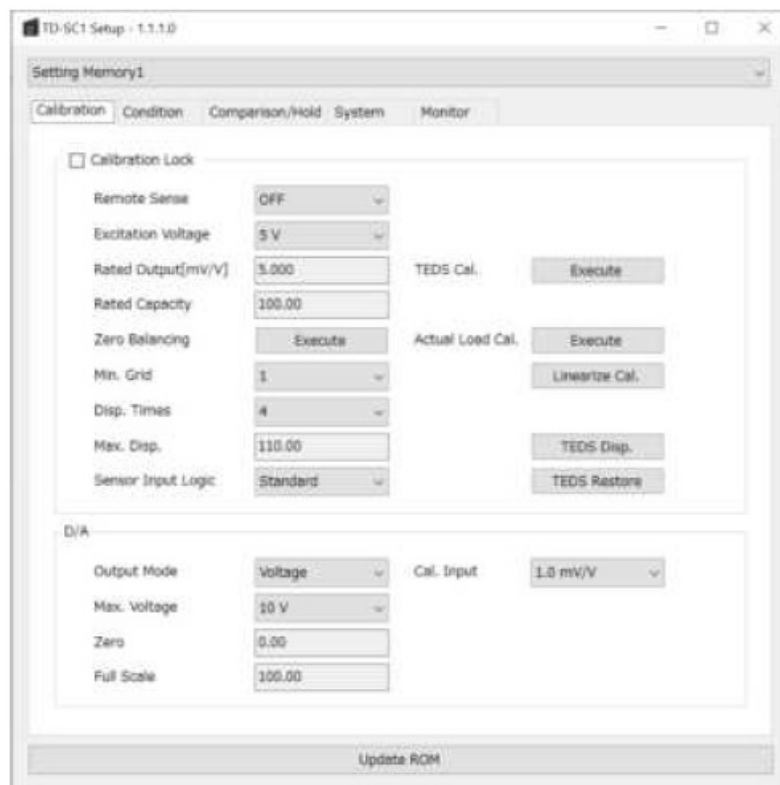 TD-SC1 Setup - 1.1.1.0
Setting Memory1
Calibration Condition Comparison/Hold System Monitor
Calibration Lock
Remote Sense OFF
Excitation Voltage 5 V
Rated Output[mV/V] 5.000 TEDS Cal. Execute
Rated Capacity 100.00
Zero Balancing Execute Actual Load Cal. Execute
Min. Grid 1 Linearize Cal.
Disp. Times 4
Max. Disp. 110.00 TEDS Disp.
Sensor Input Logic Standard TEDS Restore
D/A
Output Mode Voltage Cal. Input 1.0 mV/V
Max. Voltage 10 V
Zero 0.00
Full Scale 100.00
Update ROM